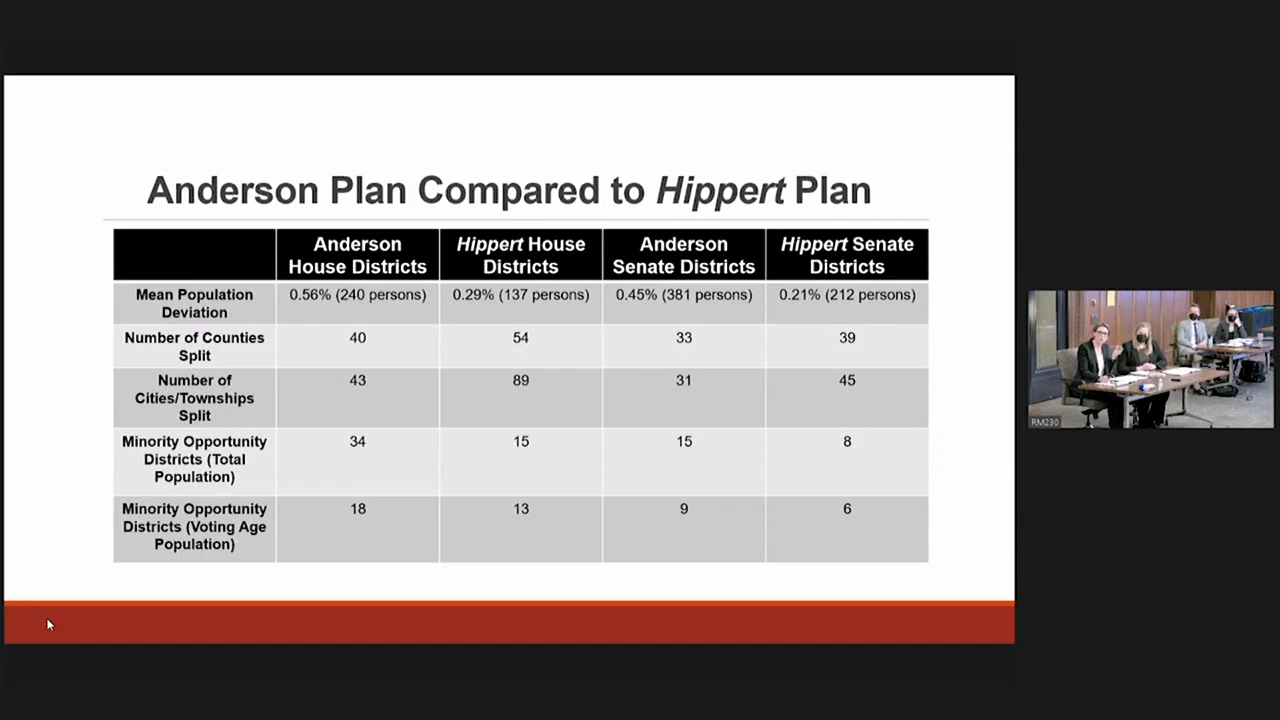 Anderson Plan Compared to Hippert Plan
Anderson
House Districts
Hippert House
Districts
Anderson
Senate Districts
Hippert Senate
Districts
Mean Population
Deviation
0.56% (240 persons)
0.29% (137 persons)
0.45% (381 persons)
0.21% (212 persons)
Number of Counties
Split
40
54
33
39
Number of
Cities/Townships
Split
43
89
31
45
Minority Opportunity
Districts (Total
Population)
34
15
15
8
Minority Opportunity
Districts (Voting Age
Population)
18
13
9
6
RM230